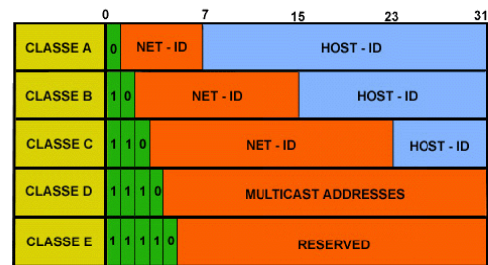 0 7 15 23 31
CLASSE A 0 NET - ID HOST - ID
CLASSE B 1 0 NET - ID HOST - ID
CLASSE C 1 1 0 NET - ID HOST - ID
CLASSE D 1 1 1 0 MULTICAST ADDRESSES
CLASSE E 1 1 1 1 0 RESERVED